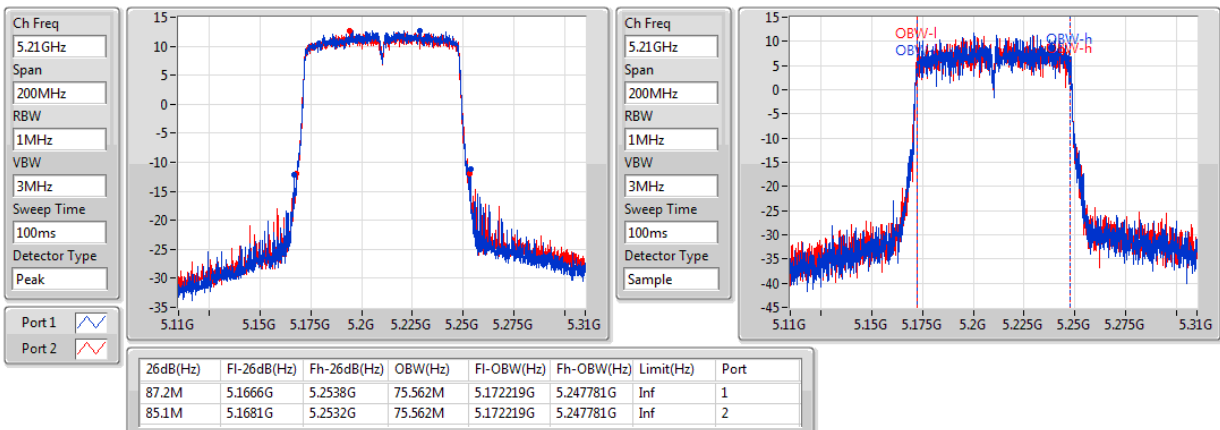 Ch Freq
5.21GHz
Span
200MHz
RBW
1MHz
VBW
3MHz
Sweep Time
100ms
Detector Type
Peak
Port 1
Port 2
15
10
5
0
-5
-10
-15
-20
-25
-30
-35
5.11G 5.15G 5.175G 5.2G 5.225G 5.25G 5.275G 5.31G
Ch Freq
5.21GHz
Span
200MHz
RBW
1MHz
VBW
3MHz
Sweep Time
100ms
Detector Type
Sample
15
10
5
0
-5
-10
-15
-20
-25
-30
-35
-40
-45
OBW-l
OBW-h
OBW-h
5.11G 5.15G 5.175G 5.2G 5.225G 5.25G 5.275G 5.31G
26dB(Hz) Fl-26dB(Hz) Fh-26dB(Hz) OBW(Hz) Fl-OBW(Hz) Fh-OBW(Hz) Limit(Hz) Port
87.2M 5.1666G 5.2538G 75.562M 5.172219G 5.247781G Inf 1
85.1M 5.1681G 5.2532G 75.562M 5.172219G 5.247781G Inf 2